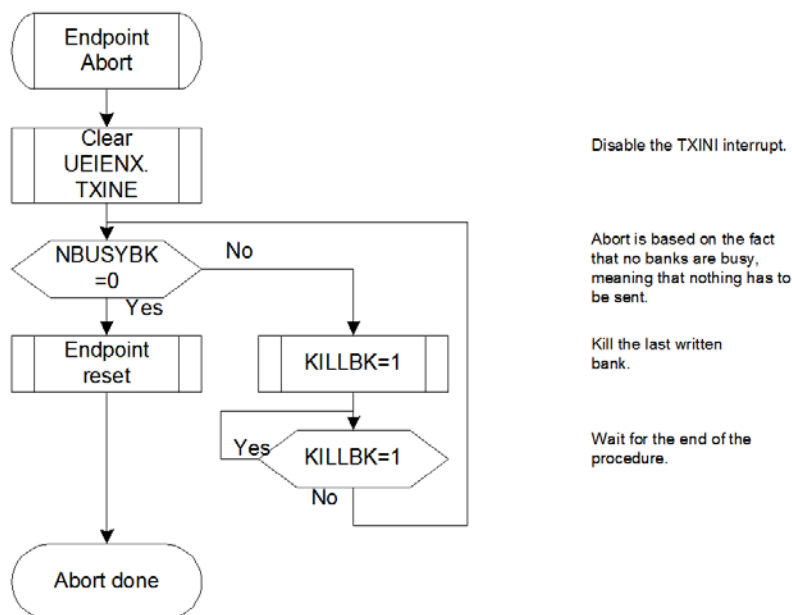 Endpoint
Abort
Clear
UEIENX.
TXINE
Disable the TXINI interrupt.
NBUSYBK
=0
No
Yes
Abort is based on the fact
that no banks are busy,
meaning that nothing has to
be sent.
Endpoint
reset
KILLBK=1
Kill the last written
bank.
Yes
KILLBK=1
No
Wait for the end of the
procedure.
Abort done